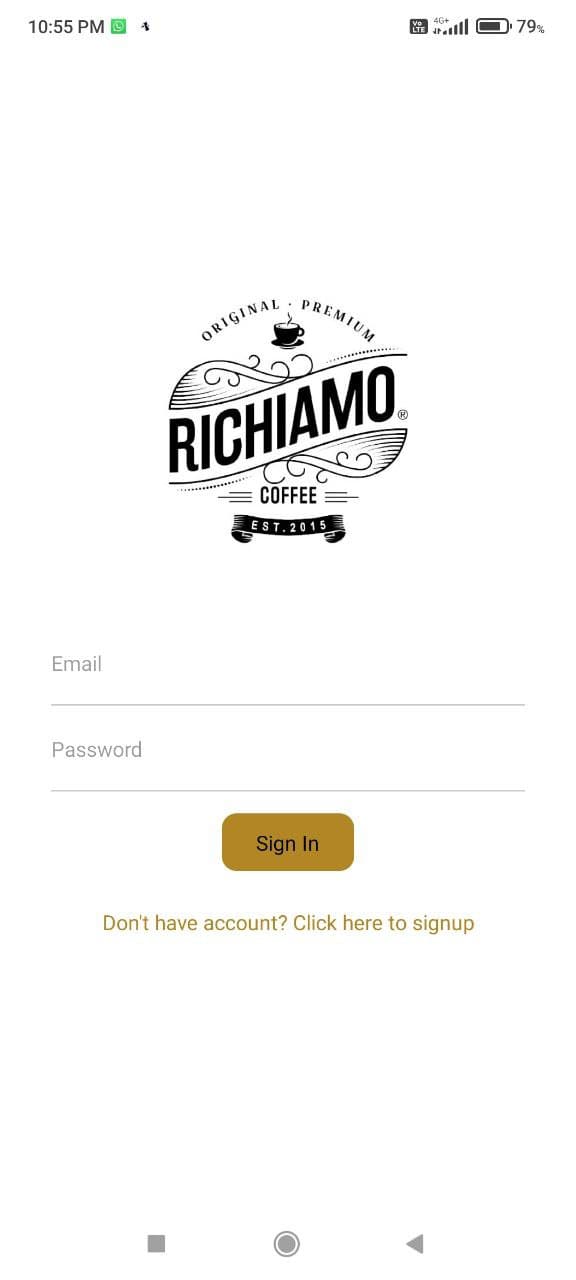 10:55 PM Vo LTE 4G+ 79%
ORIGINAL · PREMIUM
RICHIAMO®
COFFEE
EST.2015
Email
Password
Sign In
Don't have account? Click here to signup